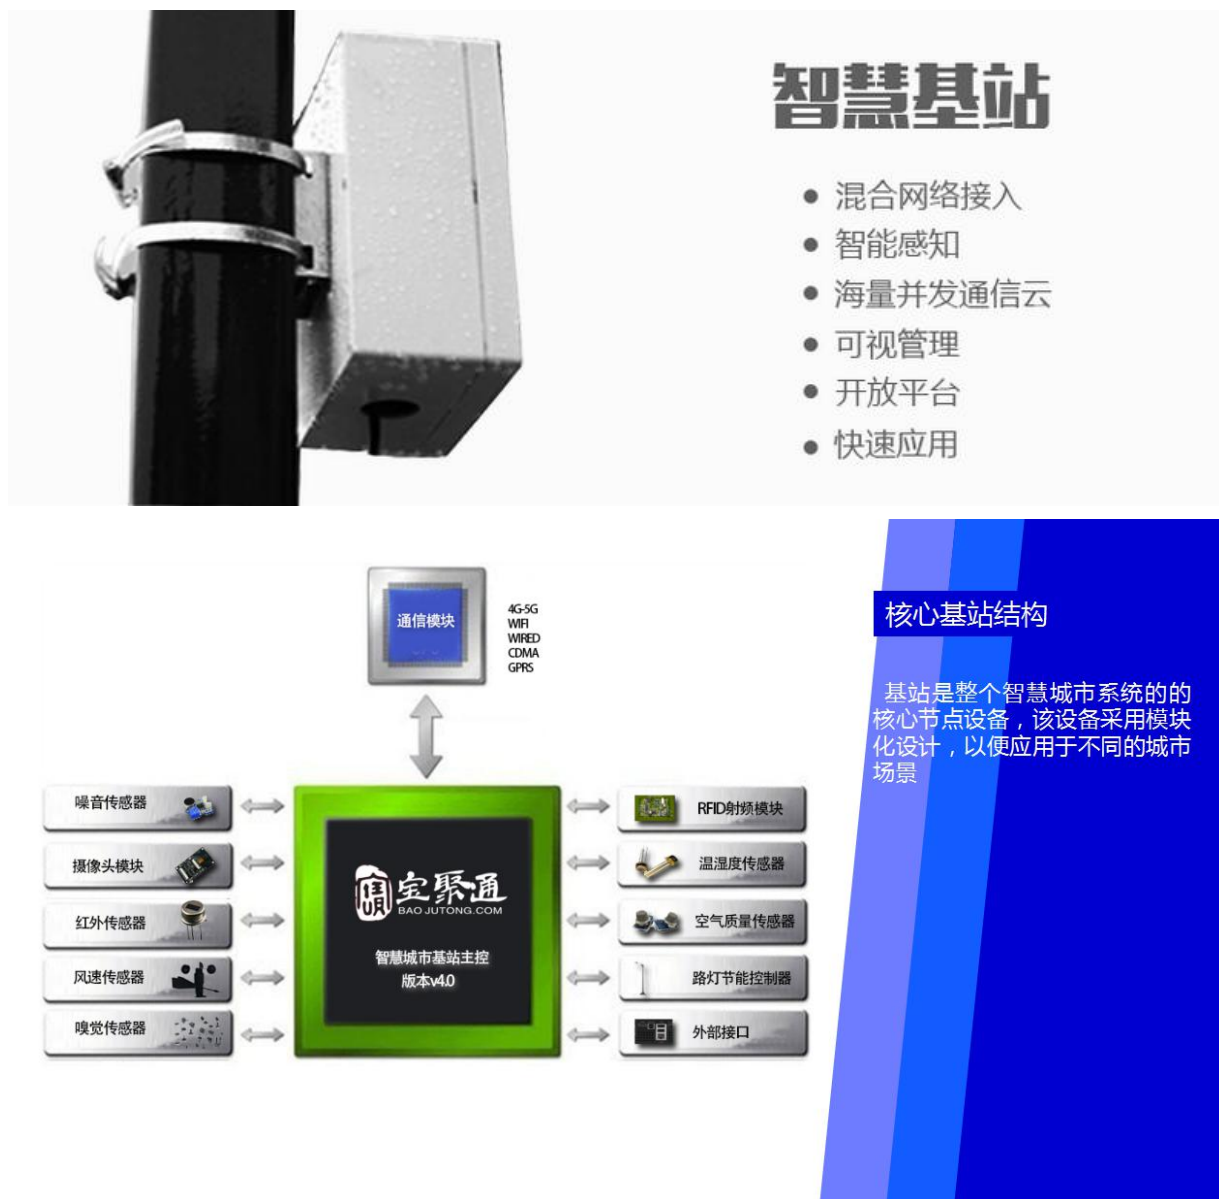 智慧基站
● 混合网络接入
● 智能感知
● 海量并发通信云
● 可视管理
● 开放平台
● 快速应用
通信模块
4G-5G
WIFI
WIRED
CDMA
GPRS
核心基站结构
基站是整个智慧城市系统的的
核心节点设备，该设备采用模块
化设计，以便应用于不同的城市
场景
噪音传感器
摄像头模块
红外传感器
风速传感器
嗅觉传感器
宝聚通
BAO JUTONG.COM
智慧城市基站主控
版本v4.0
RFID射频模块
温湿度传感器
空气质量传感器
路灯节能控制器
外部接口